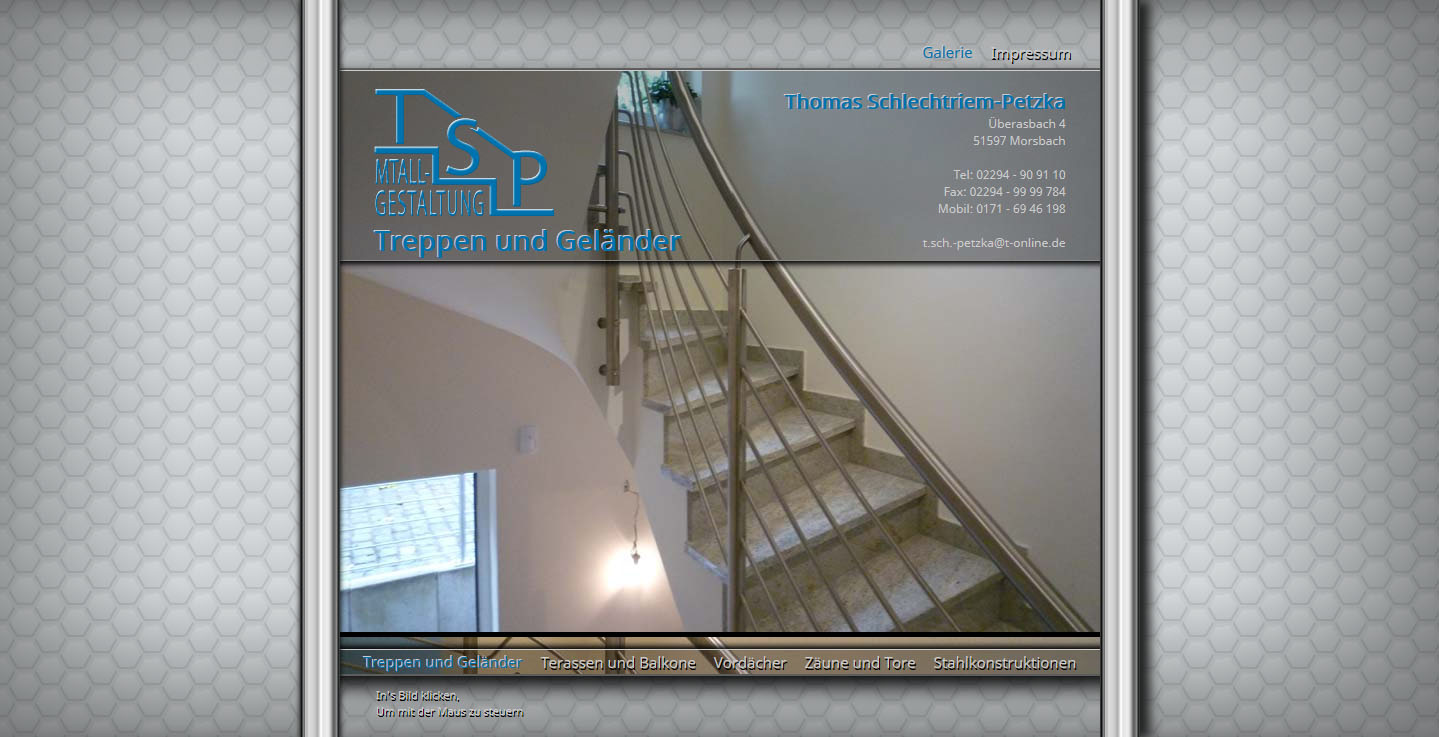 Galerie Impressum
TSP
MTALL-
GESTALTUNG
Treppen und Geländer
Thomas Schlechtriem-Petzka
Überasbach 4
51597 Morsbach
Tel: 02294 - 90 91 10
Fax: 02294 - 99 99 784
Mobil: 0171 - 69 46 198
t.sch.-petzka@t-online.de
Treppen und Geländer Terassen und Balkone Vordächer Zäune und Tore Stahlkonstruktionen
In's Bild klicken,
Um mit der Maus zu steuern